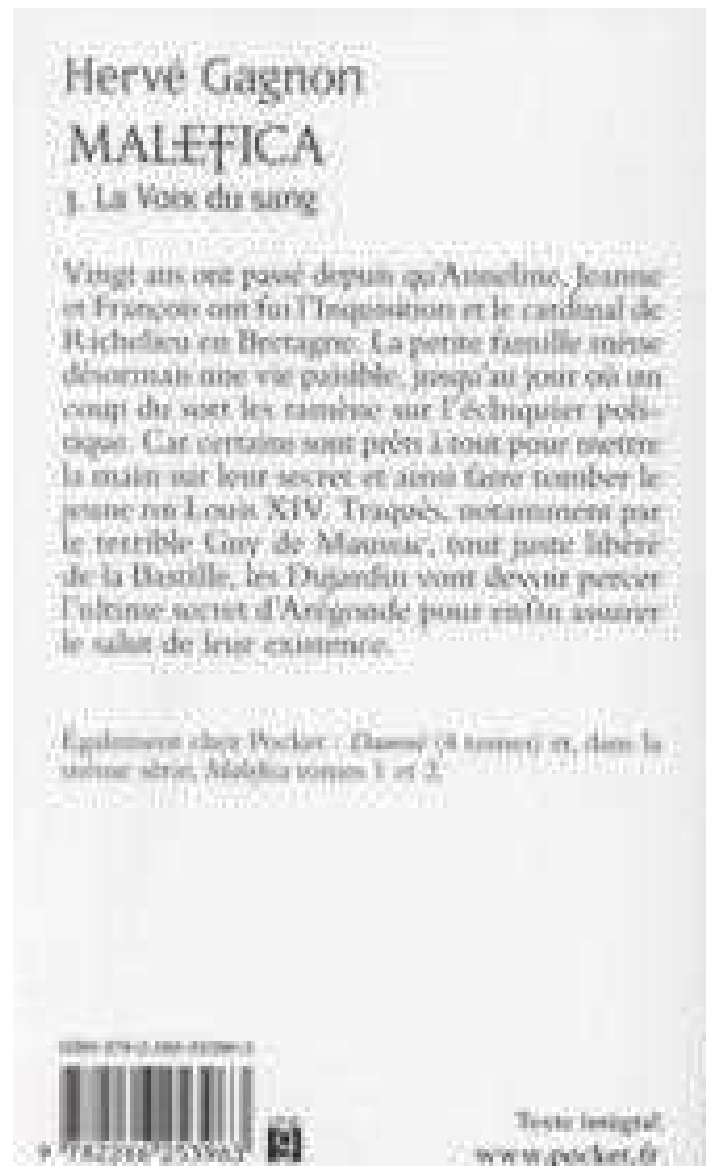 Hervé Gagnon
MALEFICA
3. La Voix du sang
Vingt ans ont passé depuis qu'Anneline, Jeanne
et François ont fui l'Inquisition et le cardinal de
Richelieu en Bretagne. La petite famille mène
désormais une vie paisible, jusqu'au jour où un
coup du sort les ramène sur l'échiquier poli-
tique. Car certains sont prêts à tout pour mettre
la main sur leur secret et ainsi faire tomber le
jeune roi Louis XIV. Traqués, notamment par
le terrible Guy de Maussac, tout juste libéré
de la Bastille, les Dujardin vont devoir percer
l'ultime secret d'Arégonde pour enfin assurer
le salut de leur existence.
Également chez Pocket : Damné (4 tomes) et, dans la
même série, Malefica tomes 1 et 2.
Texte intégral
www.pocket.fr